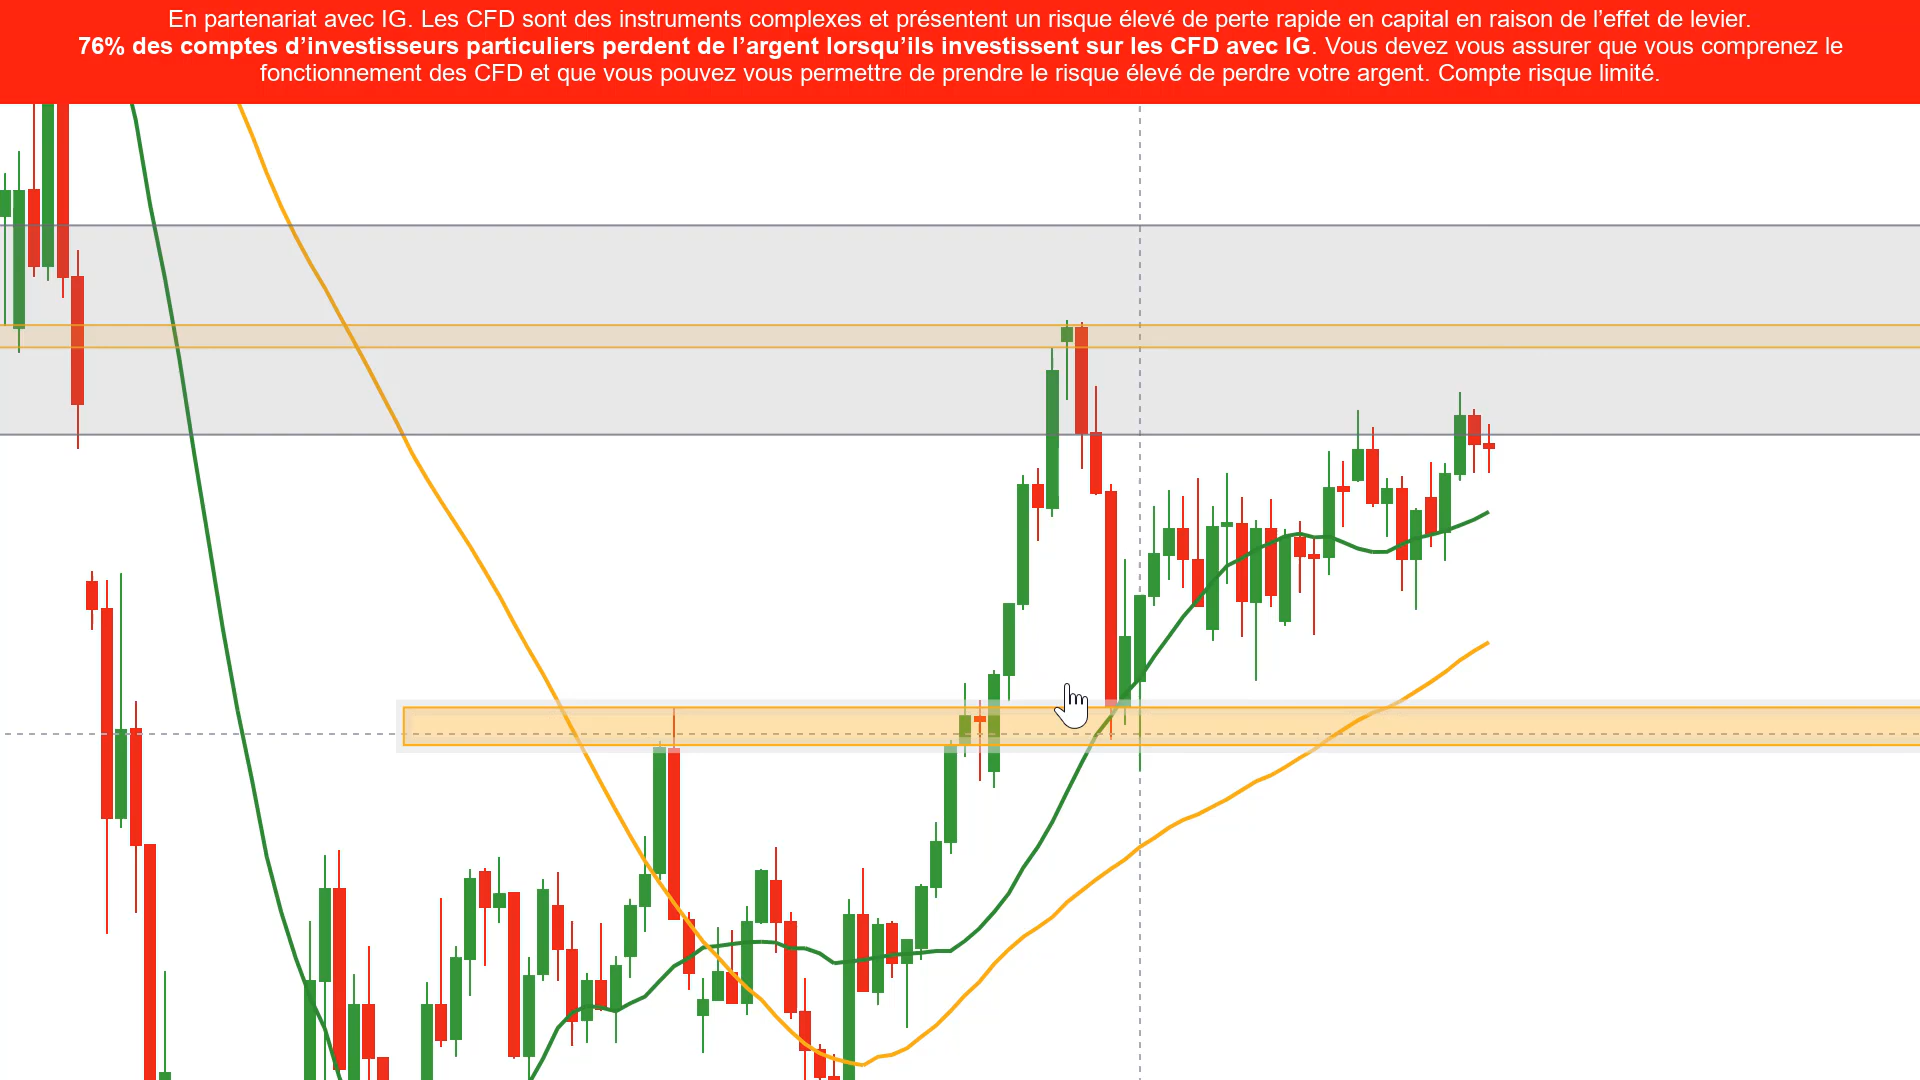 En partenariat avec IG. Les CFD sont des instruments complexes et présentent un risque élevé de perte rapide en capital en raison de l’effet de levier.
76% des comptes d’investisseurs particuliers perdent de l’argent lorsqu’ils investissent sur les CFD avec IG. Vous devez vous assurer que vous comprenez le
fonctionnement des CFD et que vous pouvez vous permettre de prendre le risque élevé de perdre votre argent. Compte risque limité.